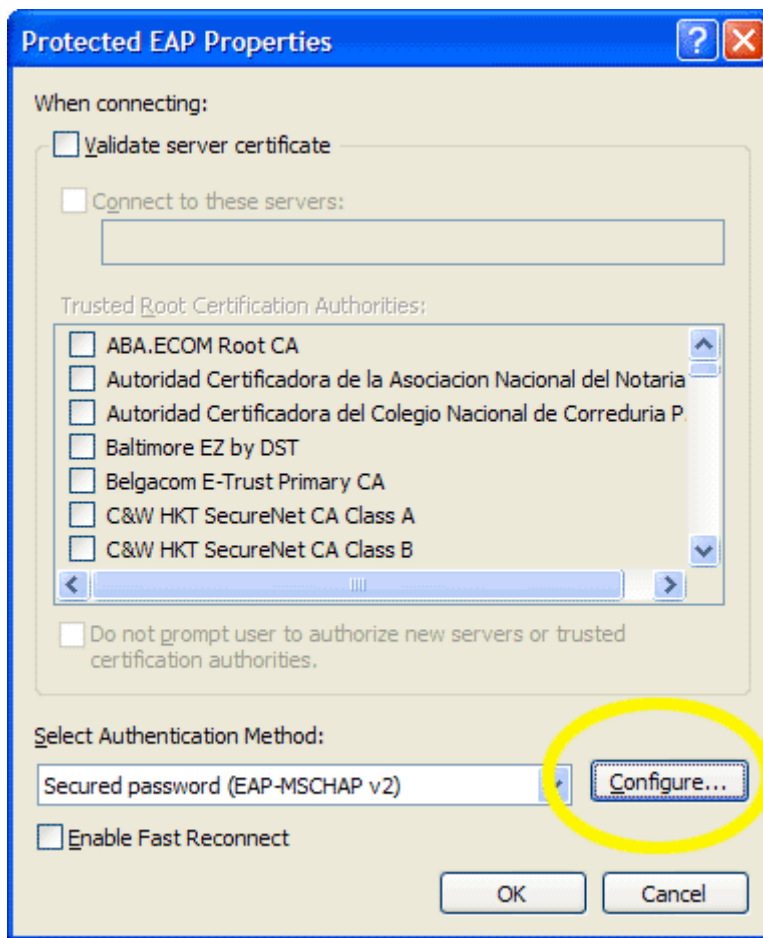 Protected EAP Properties
When connecting:
Validate server certificate
Connect to these servers:
Trusted Root Certification Authorities:
ABA.ECOM Root CA
Autoridad Certificadora de la Asociacion Nacional del Notaria
Autoridad Certificadora del Colegio Nacional de Correduria P.
Baltimore EZ by DST
Belgacom E-Trust Primary CA
C&W HKT SecureNet CA Class A
C&W HKT SecureNet CA Class B
Do not prompt user to authorize new servers or trusted
certification authorities.
Select Authentication Method:
Secured password (EAP-MSCHAP v2)
Configure...
Enable Fast Reconnect
OK
Cancel